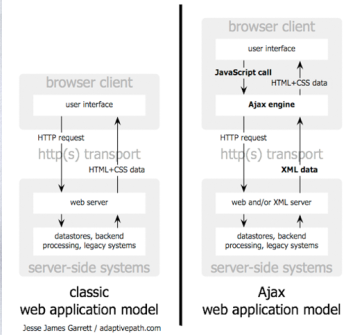 browser client
user interface
HTTP request
http(s) transport
HTML+CSS data
web server
datastores, backend
processing, legacy systems
server-side systems
classic
web application model
Jesse James Garrett / adaptivepath.com
browser client
user interface
JavaScript call
HTML+CSS data
Ajax engine
HTTP request
http(s) transport
XML data
web and/or XML server
datastores, backend
processing, legacy systems
server-side systems
Ajax
web application model